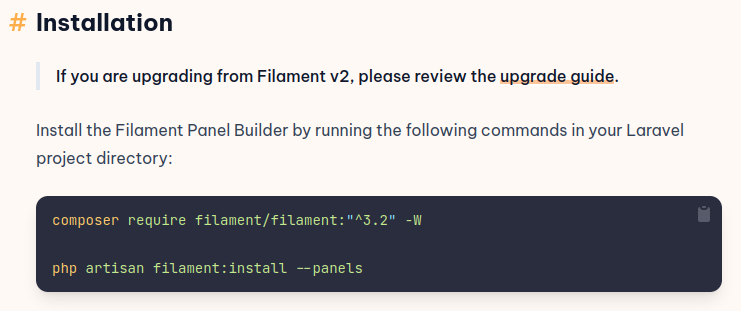 # Installation
If you are upgrading from Filament v2, please review the upgrade guide.
Install the Filament Panel Builder by running the following commands in your Laravel
project directory:
composer require filament/filament:"^3.2" -W
php artisan filament:install --panels